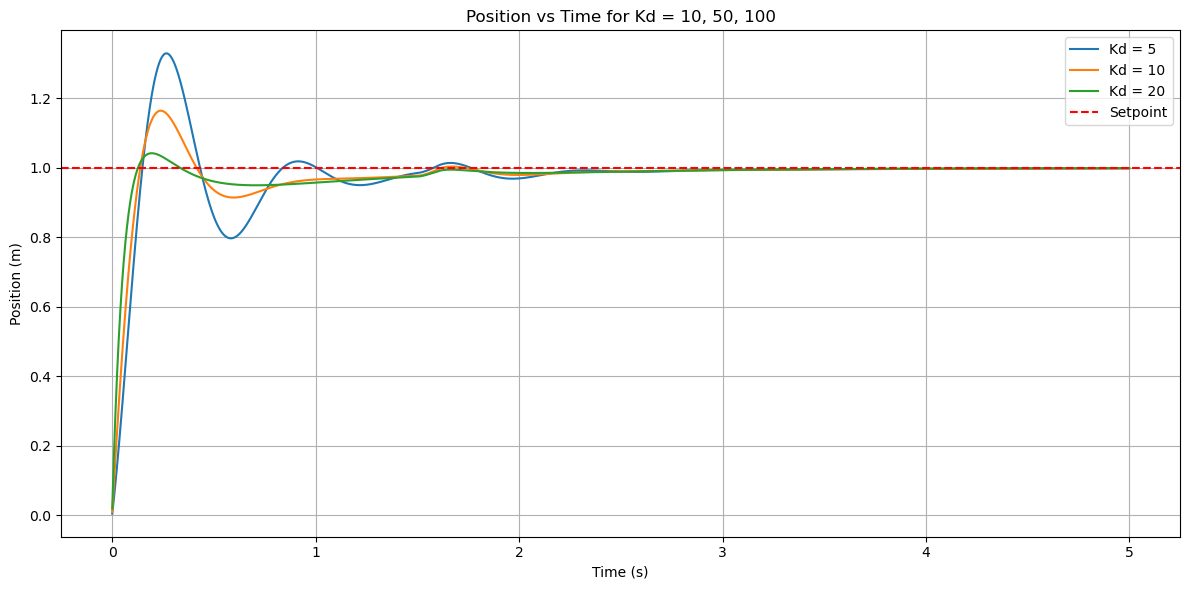 Position vs Time for Kd = 10, 50, 100
Kd = 5
Kd = 10
Kd = 20
Setpoint
Position (m)
1.2
1.0
0.8
0.6
0.4
0.2
0.0
0 1 2 3 4 5
Time (s)